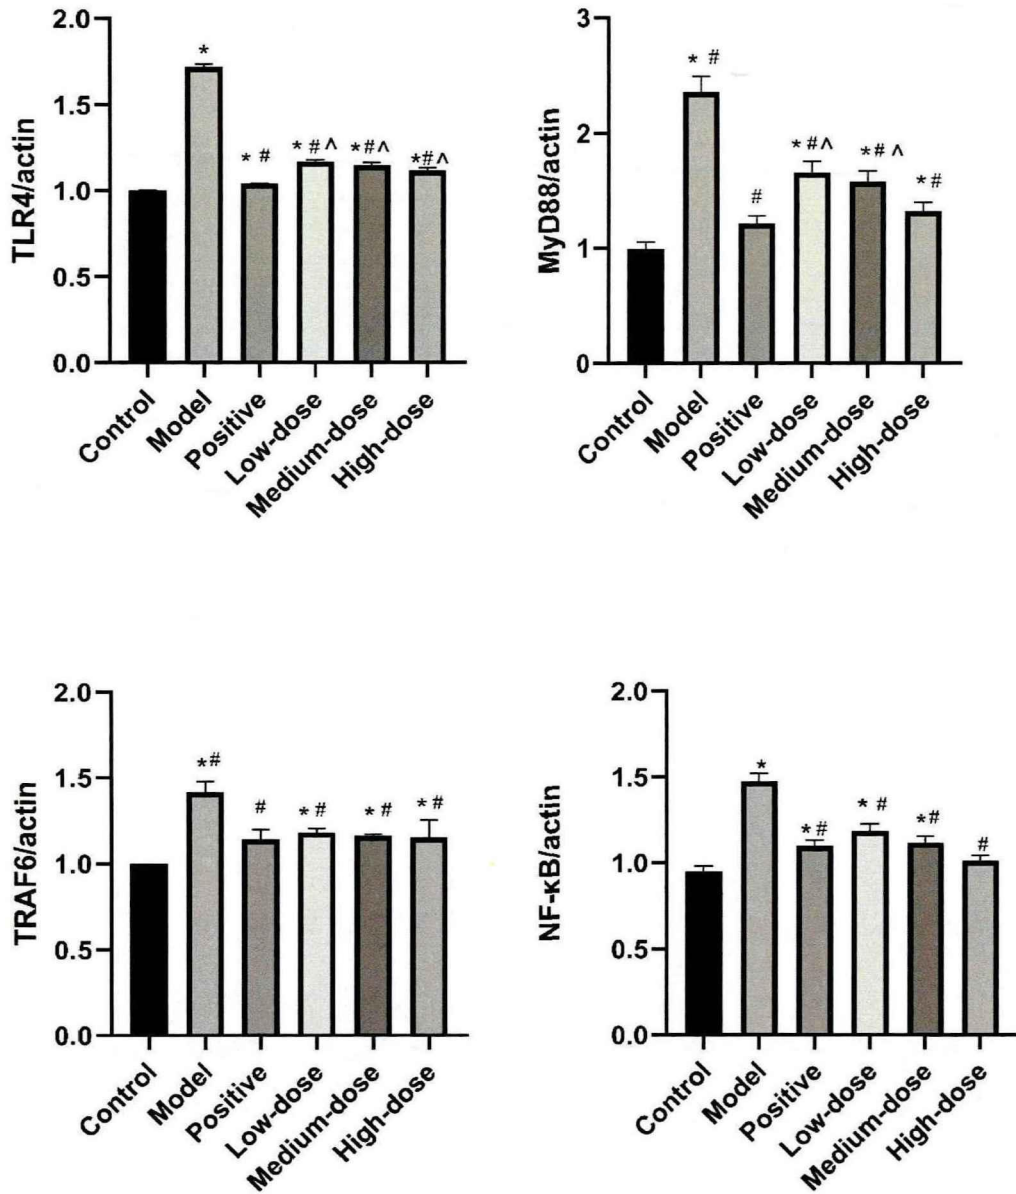 TLR4/actin
2.0
1.5
1.0
0.5
0.0
*
* #
* # ^
*# ^
*# ^
Control
Model
Positive
Low-dose
Medium-dose
High-dose
MyD88/actin
3
2
1
0
* #
#
* # ^
*# ^
* #
Control
Model
Positive
Low-dose
Medium-dose
High-dose
TRAF6/actin
2.0
1.5
1.0
0.5
0.0
*#
#
* #
* #
* #
Control
Model
Positive
Low-dose
Medium-dose
High-dose
NF-κB/actin
2.0
1.5
1.0
0.5
0.0
*
* #
* #
*#
#
Control
Model
Positive
Low-dose
Medium-dose
High-dose